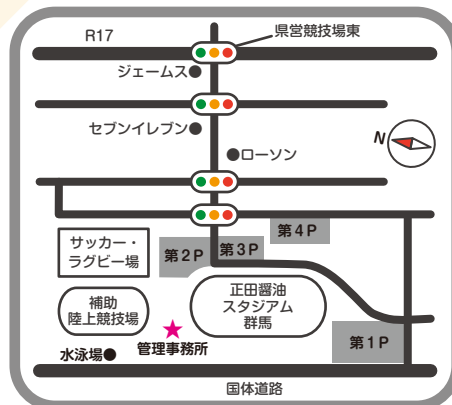 県営競技場東
R17
ジェームス
セブンイレブン
ローソン
N
第4P
サッカー・
ラグビー場
第2P
第3P
正田醤油
スタジアム
群馬
補助
陸上競技場
第1P
管理事務所
水泳場
国体道路